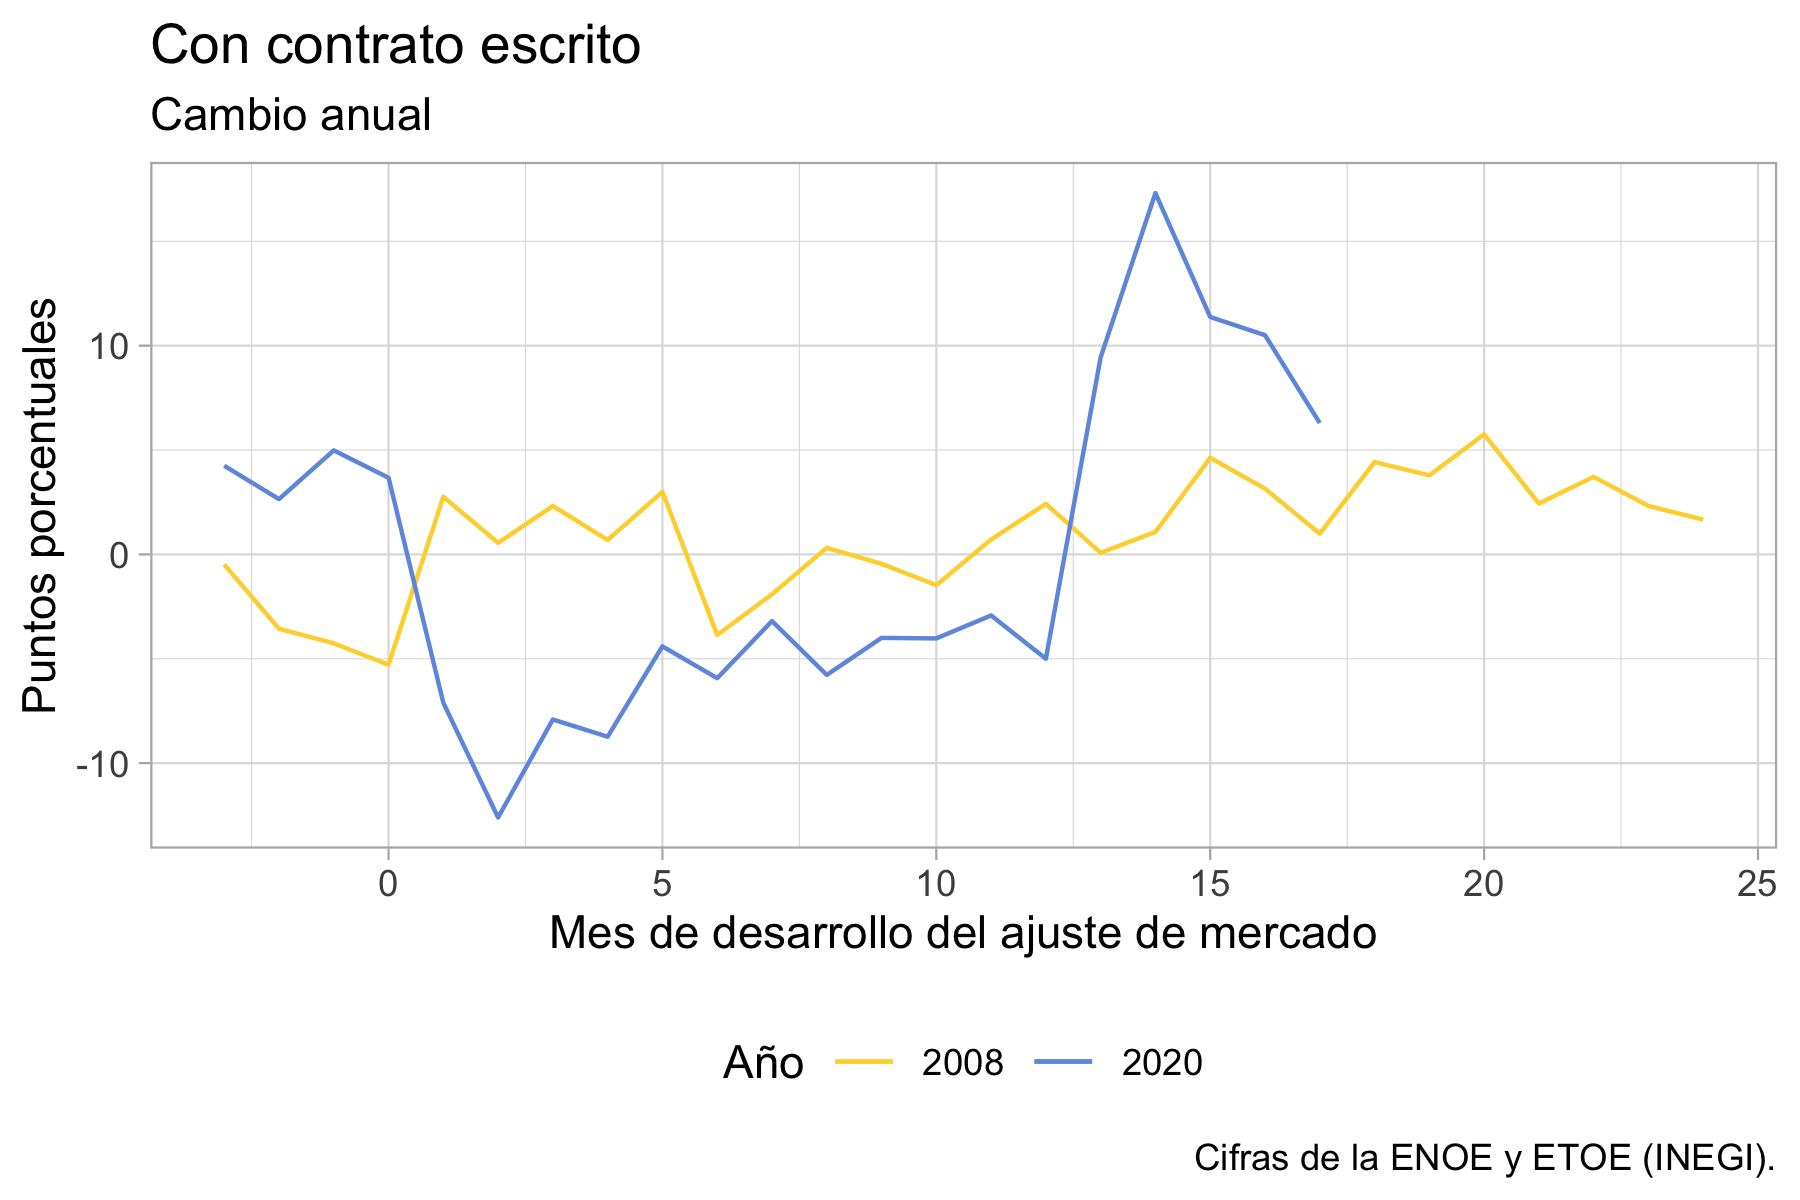 Con contrato escrito
Cambio anual
Puntos porcentuales
10
0
-10
0 5 10 15 20 25
Mes de desarrollo del ajuste de mercado
Año 2008 2020
Cifras de la ENOE y ETOE (INEGI).